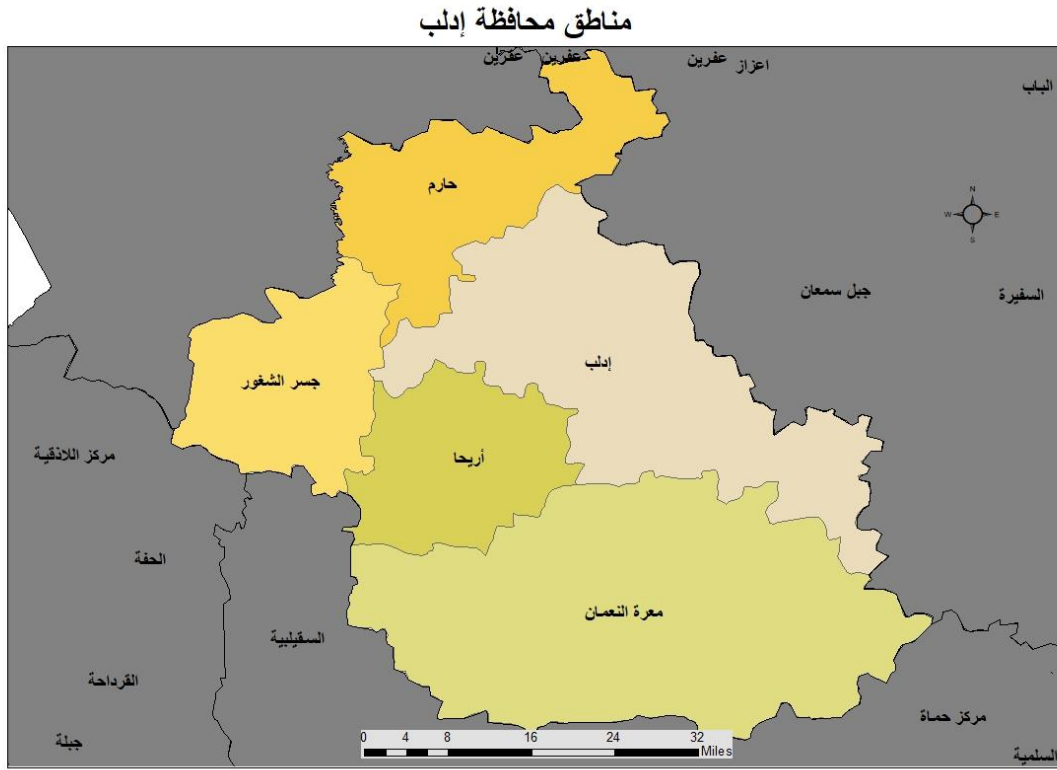 مناطق محافظة إدلب
عفرين
عفرين
عفرين
عفرين
اعزاز
الباب
حارم
N
W E
S
جبل سمعان
السفيرة
إدلب
جسر الشغور
أريحا
مركز اللاذقية
الحفة
معرة النعمان
السقيلبية
القرداحة
مركز حماة
جبلة
السلمية
0 4 8 16 24 32
Miles